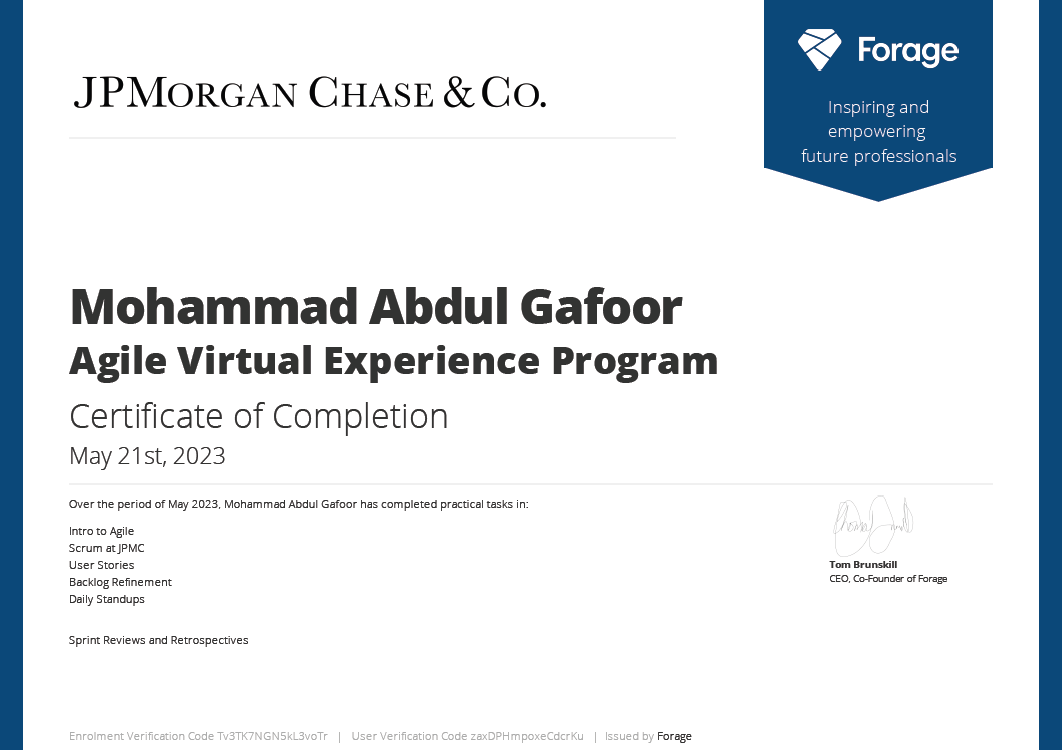 JPMORGAN CHASE & CO.
Forage
Inspiring and
empowering
future professionals
Mohammad Abdul Gafoor
Agile Virtual Experience Program
Certificate of Completion
May 21st, 2023
Over the period of May 2023, Mohammad Abdul Gafoor has completed practical tasks in:
Intro to Agile
Scrum at JPMC
User Stories
Backlog Refinement
Daily Standups
Sprint Reviews and Retrospectives
Tom Brunskill
CEO, Co-Founder of Forage
Enrolment Verification Code Tv3TK7NGN5kL3voTr | User Verification Code zaxDPHmpoxeCdcrKu | Issued by Forage